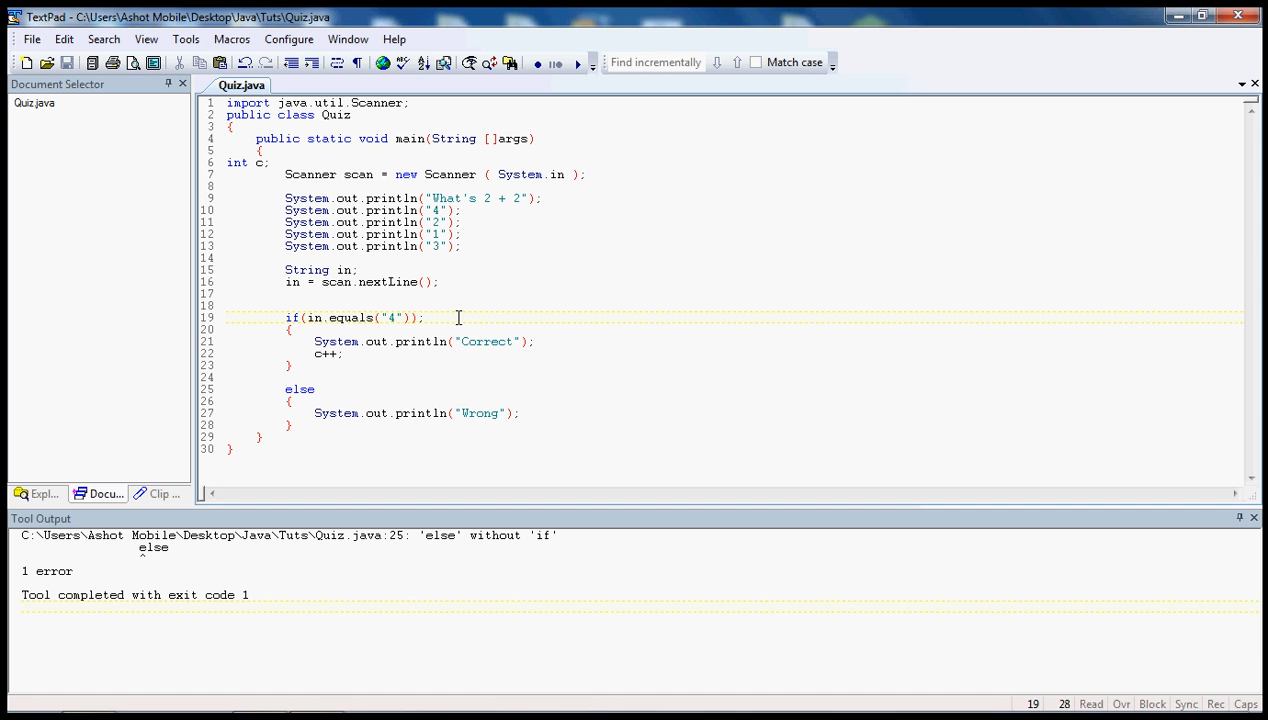 TextPad - C:\Users\Ashot Mobile\Desktop\Java\Tuts\Quiz.java
File Edit Search View Tools Macros Configure Window Help
Find incrementally Match case
Document Selector
Quiz.java
Quiz.java
1 import java.util.Scanner;
2 public class Quiz
3 {
4 public static void main(String []args)
5 {
6 int c;
7 Scanner scan = new Scanner ( System.in );
8
9 System.out.println("What's 2 + 2");
10 System.out.println("4");
11 System.out.println("2");
12 System.out.println("1");
13 System.out.println("3");
14
15 String in;
16 in = scan.nextLine();
17
18
19 if(in.equals("4"));
20 {
21 System.out.println("Correct");
22 c++;
23 }
24
25 else
26 {
27 System.out.println("Wrong");
28 }
29 }
30 }
Expl... Docu... Clip ...
Tool Output
C:\Users\Ashot Mobile\Desktop\Java\Tuts\Quiz.java:25: 'else' without 'if'
else
^
1 error
Tool completed with exit code 1
19 28 Read Ovr Block Sync Rec Caps